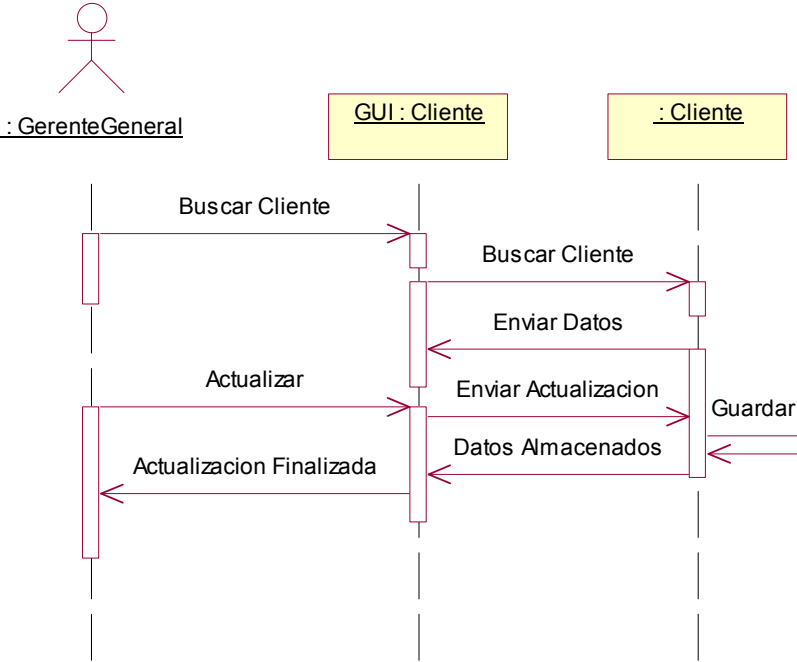 : GerenteGeneral
GUI : Cliente
: Cliente
Buscar Cliente
Buscar Cliente
Enviar Datos
Actualizar
Enviar Actualizacion
Guardar
Datos Almacenados
Actualizacion Finalizada